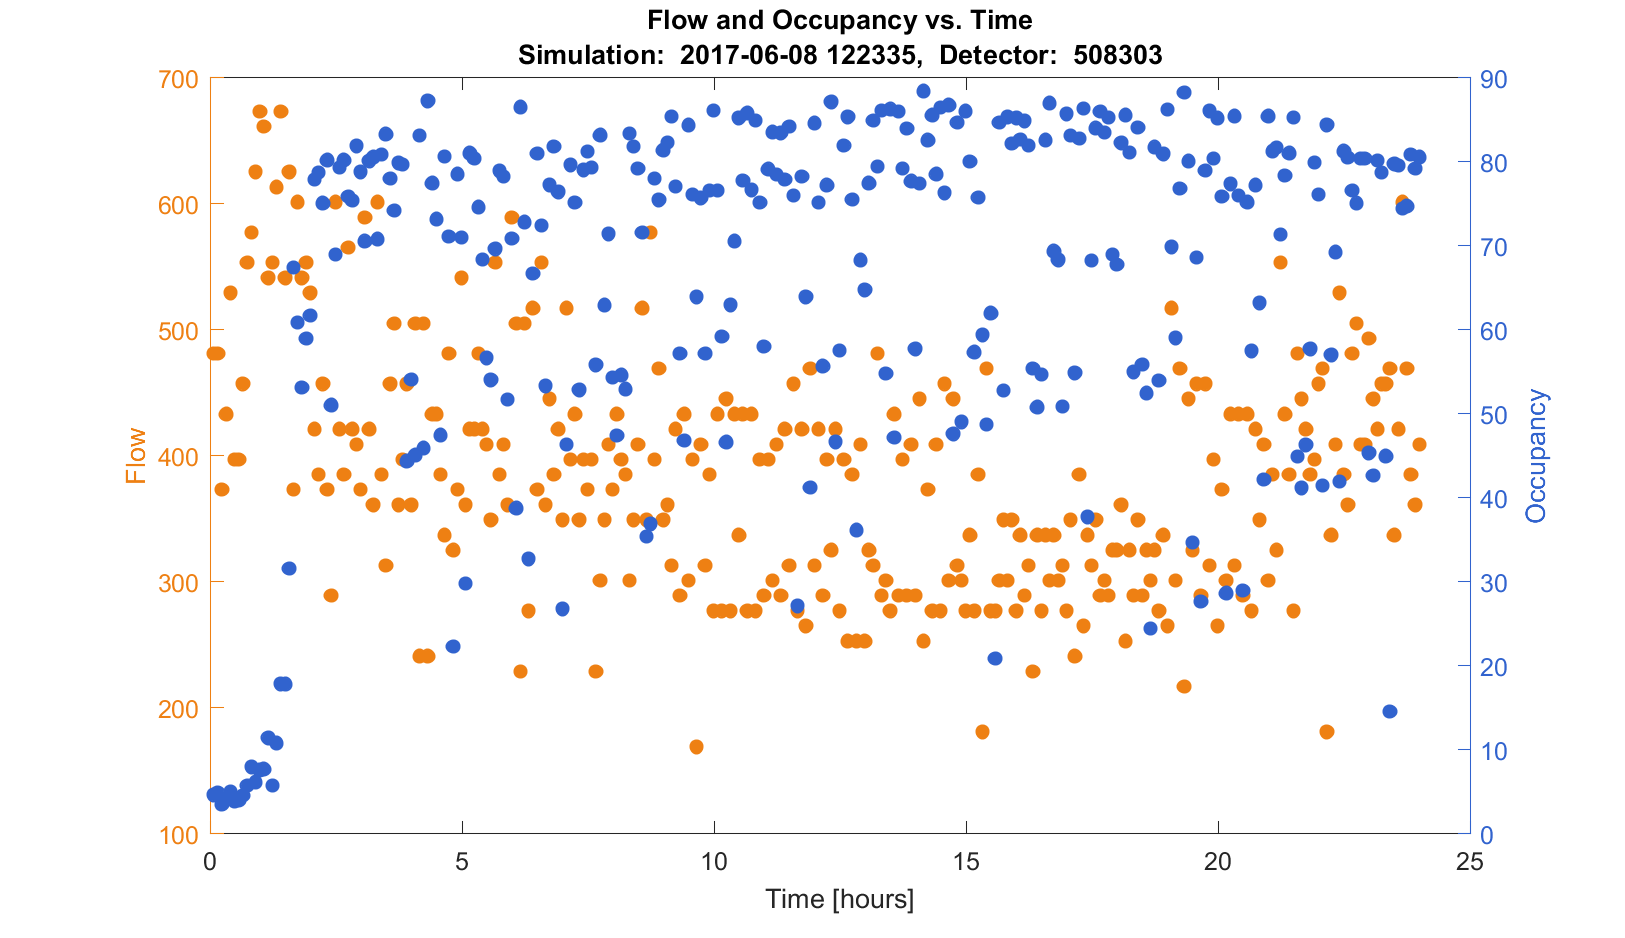 Flow and Occupancy vs. Time
Simulation:  2017-06-08 122335,  Detector:  508303
700
600
500
400
300
200
100
Flow
90
80
70
60
50
40
30
20
10
0
Occupancy
0 5 10 15 20 25
Time [hours]